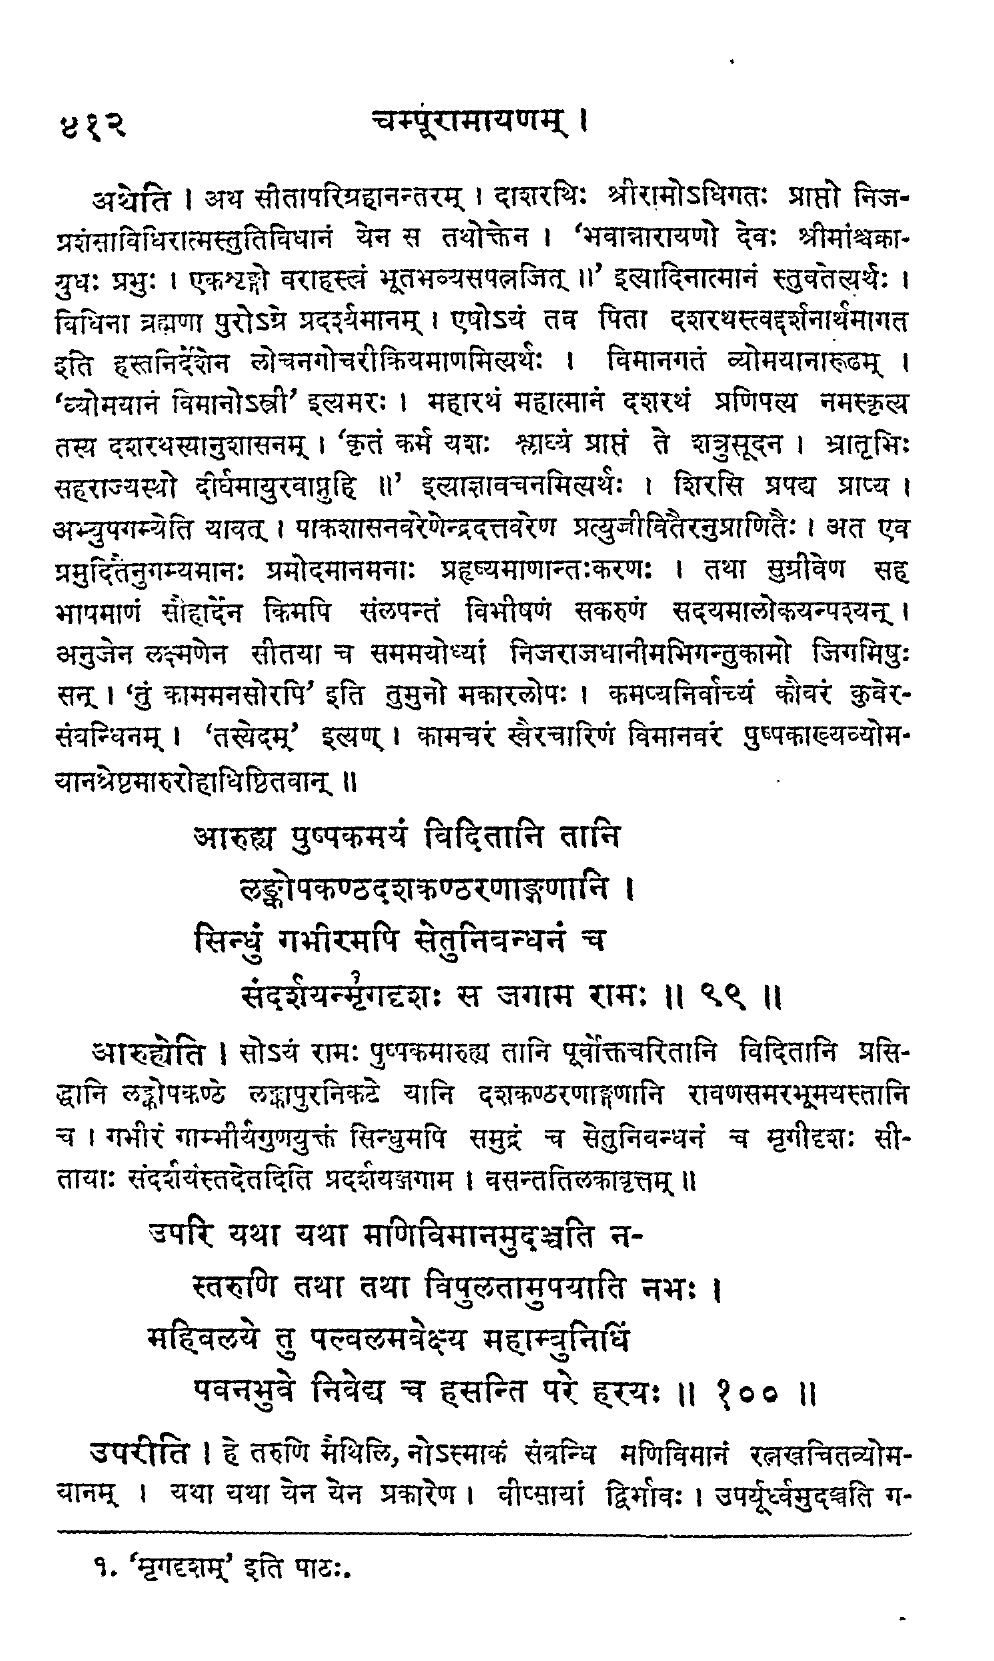 ४१२ चम्पूरामायणम् ।
अथेति । अथ सीतापरिग्रहानन्तरम् । दाशरथिः श्रीरामोऽधिगतः प्राप्तो निज-
प्रशंसाविधिरात्मस्तुतिविधानं येन स तथोक्तेन । ‘भवान्नारायणो देवः श्रीमांश्चक्रा-
युधः प्रभुः । एकशृङ्गो वराहस्त्वं भूतभव्यसपत्नजित् ॥’ इत्यादिनात्मानं स्तुवतेत्यर्थः ।
विधिना ब्रह्मणा पुरोऽग्रे प्रदर्श्यमानम् । एषोऽयं तव पिता दशरथस्त्वद्दर्शनार्थमागत
इति हस्तनिर्देशेन लोचनगोचरीक्रियमाणमित्यर्थः । विमानगतं व्योमयानारूढम् ।
‘व्योमयानं विमानोऽस्त्री’ इत्यमरः । महारथं महात्मानं दशरथं प्रणिपत्य नमस्कृत्य
तस्य दशरथस्यानुशासनम् । ‘कृतं कर्म यशः श्लाघ्यं प्राप्तं ते शत्रुसूदन । भ्रातृभिः
सहराज्यस्थो दीर्घमायुरवाप्नुहि ॥’ इत्याज्ञावचनमित्यर्थः । शिरसि प्रपद्य प्राप्य ।
अभ्युपगम्येति यावत् । पाकशासनवरेणेन्द्रदत्तवरेण प्रत्युज्जीवितैरनुप्राणितैः । अत एव
प्रमुदितैनुगम्यमानः प्रमोदमानमनाः प्रहृष्यमाणान्तःकरणः । तथा सुग्रीवेण सह
भाषमाणं सौहार्देन किमपि संलपन्तं विभीषणं सकरुणं सदयमालोकयन्पश्यन् ।
अनुजेन लक्ष्मणेन सीतया च सममयोध्यां निजराजधानीमभिगन्तुकामो जिगमिषुः
सन् । ‘तुं काममनसोरपि’ इति तुमुनो मकारलोपः । कमप्यनिर्वाच्यं कौबरं कुबेर-
संबन्धिनम् । ‘तस्येदम्’ इत्यण् । कामचरं स्वैरचारिणं विमानवरं पुष्पकाख्यव्योम-
यानश्रेष्ठमारुरोहाधिष्ठितवान् ॥
आरुह्य पुष्पकमयं विदितानि तानि
लङ्कोपकण्ठदशकण्ठरणाङ्गणानि ।
सिन्धुं गभीरमपि सेतुनिबन्धनं च
संदर्शयन्मृ१गदृशः स जगाम रामः ॥ ९९ ॥
आरुह्येति । सोऽयं रामः पुष्पकमारुह्य तानि पूर्वोक्तचरितानि विदितानि प्रसि-
द्धानि लङ्कोपकण्ठे लङ्कापुरनिकटे यानि दशकण्ठरणाङ्गणानि रावणसमरभूमयस्तानि
च । गभीरं गाम्भीर्यगुणयुक्तं सिन्धुमपि समुद्रं च सेतुनिबन्धनं च मृगीदृशः सी-
तायाः संदर्शयंस्तदेतदिति प्रदर्शयञ्जगाम । वसन्ततिलकावृत्तम् ॥
उपरि यथा यथा मणिविमानमुदञ्चति न-
स्तरुणि तथा तथा विपुलतामुपयाति नभः ।
महिवलये तु पल्वलमवेक्ष्य महाम्बुनिधिं
पवनभुवे निवेद्य च हसन्ति परे हरयः ॥ १०० ॥
उपरीति । हे तरुणि मैथिलि, नोऽस्माकं संबन्धि मणिविमानं रत्नखचितव्योम-
यानम् । यथा यथा येन येन प्रकारेण । वीप्सायां द्विर्भावः । उपर्यूर्ध्वमुदञ्चति ग-
१. ‘मृगदृशम्’ इति पाठः.